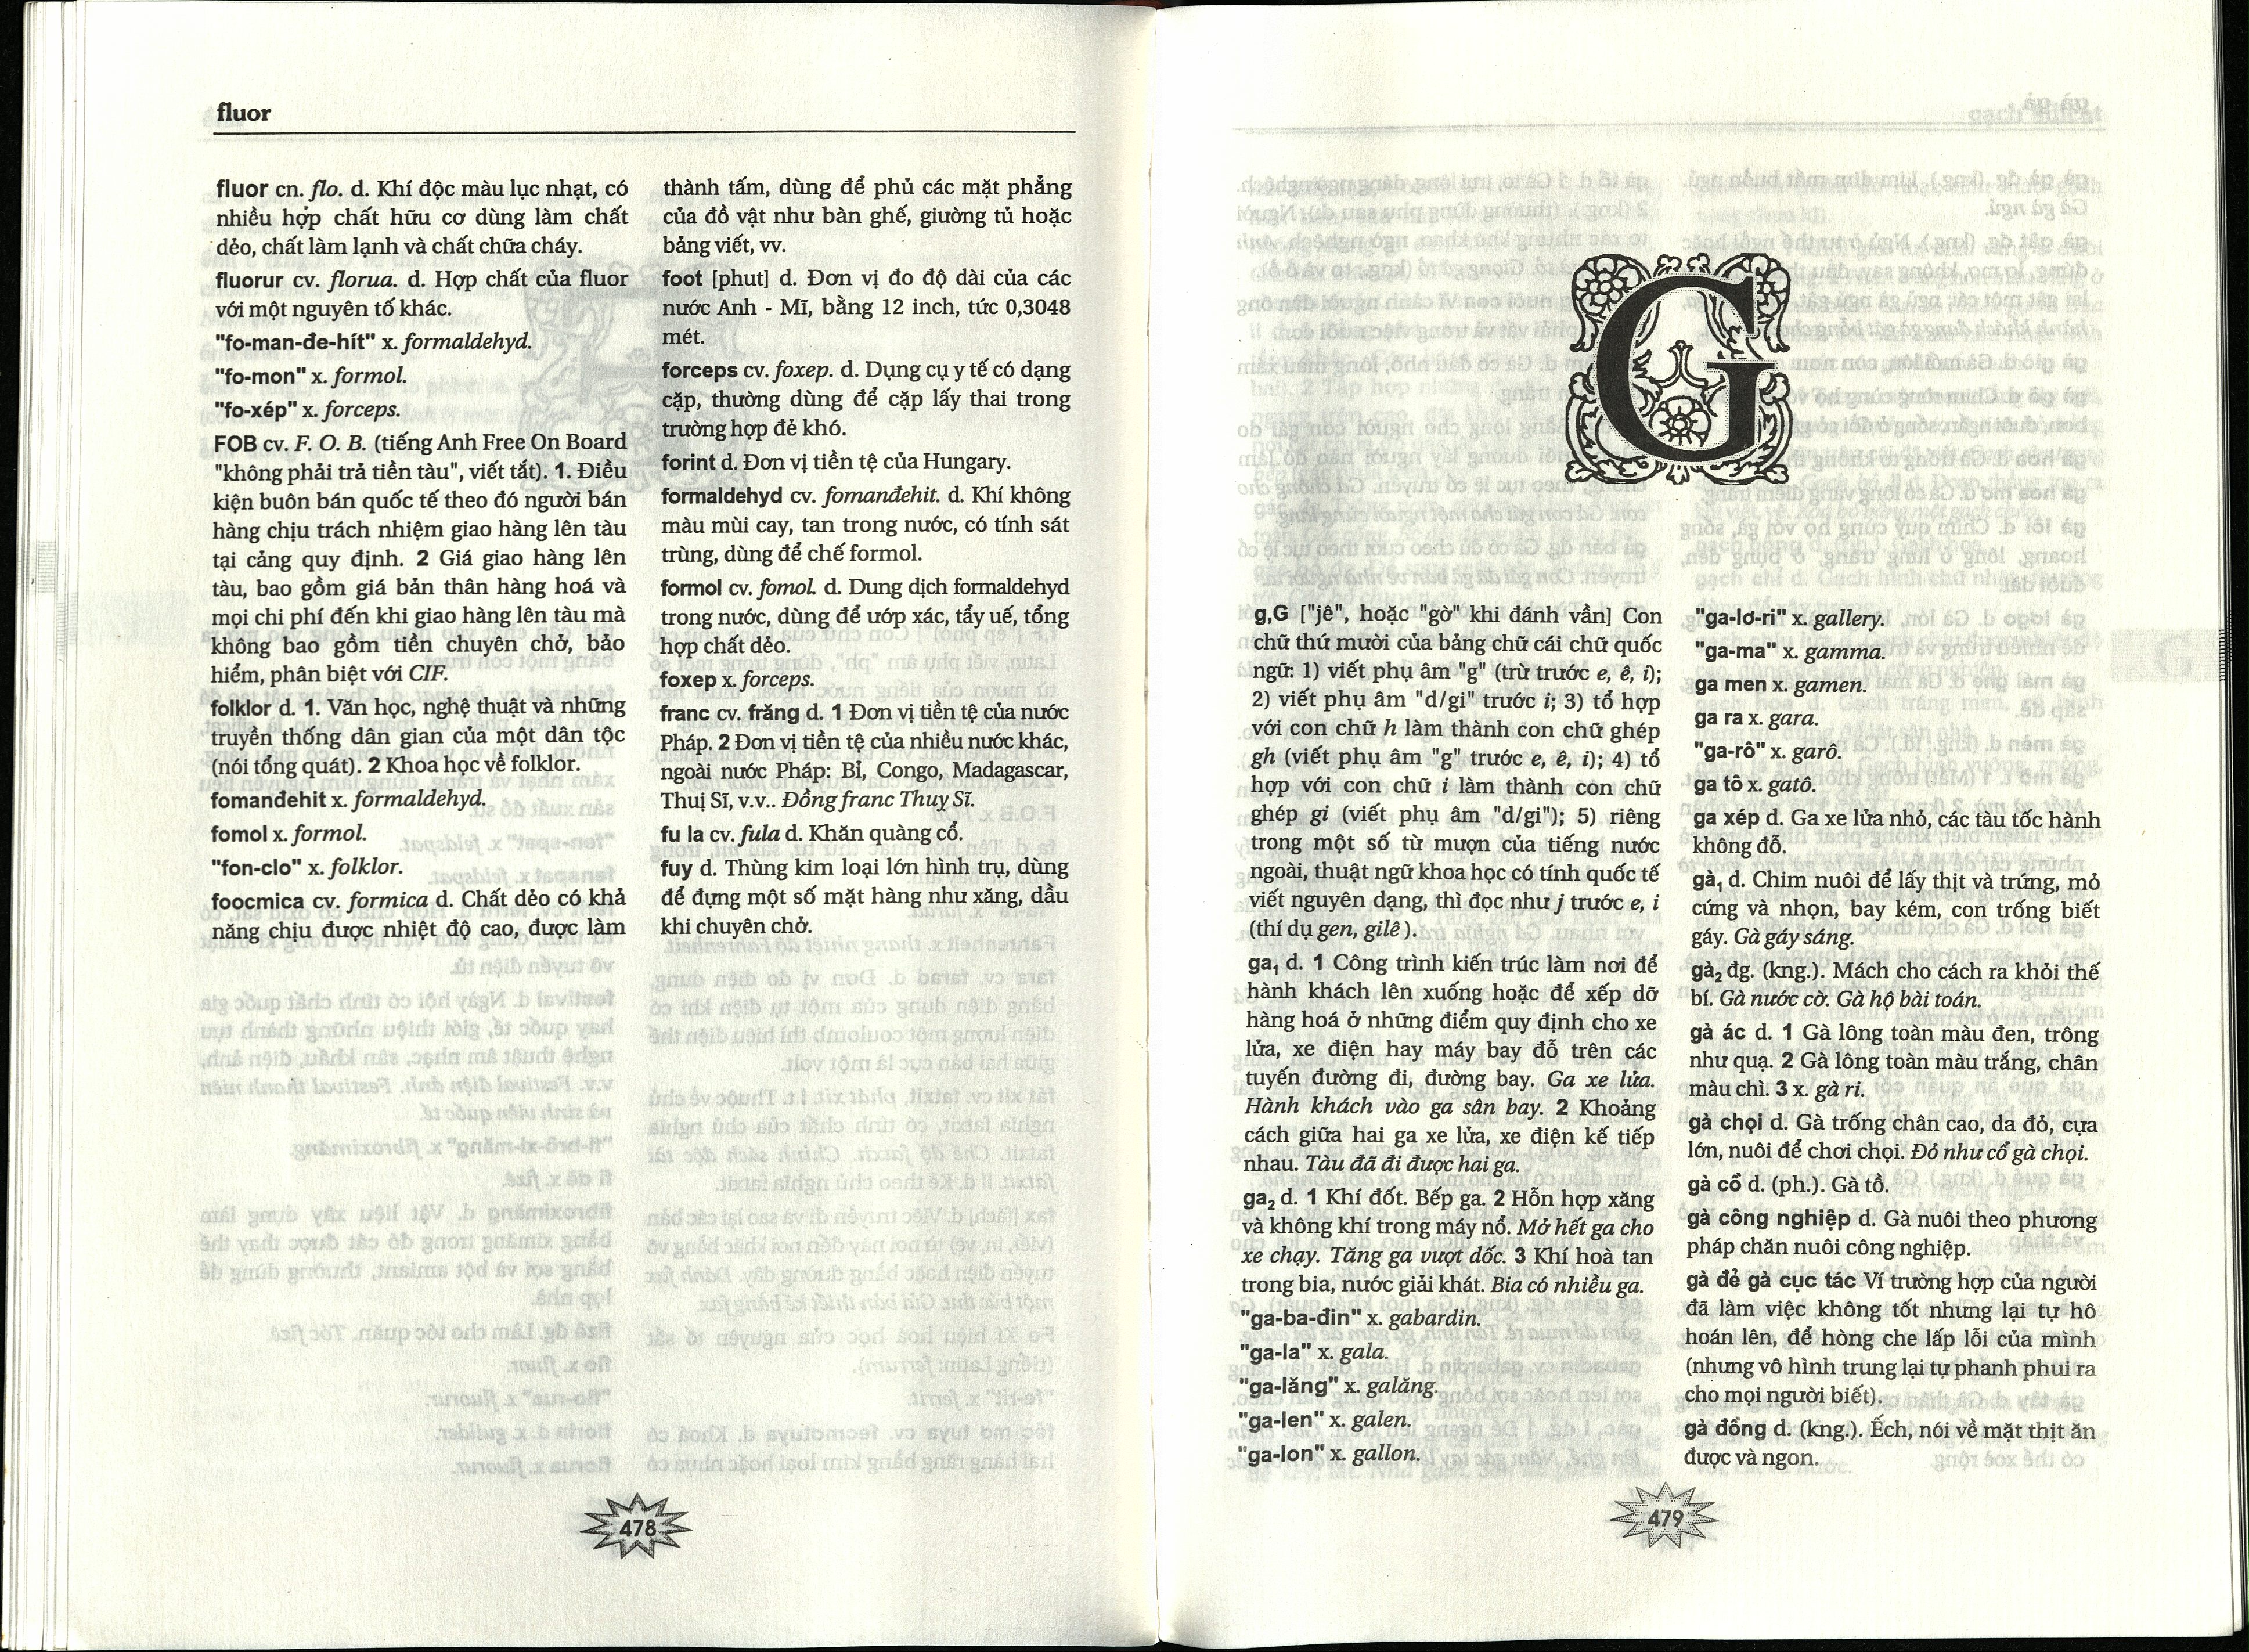 fluor
fluor cn. flo. d. Khí độc màu lục nhạt, có
nhiều hợp chất hữu cơ dùng làm chất
dẻo, chất làm lạnh và chất chữa cháy.
fluorur cv. florua. d. Hợp chất của fluor
với một nguyên tố khác.
"fo-man-đe-hít" x. formaldehyd.
"fo-mon" x. formol.
"fo-xép" x. forceps.
FOB cv. F. O. B. (tiếng Anh Free On Board
"không phải trả tiền tàu", viết tắt). 1. Điều
kiện buôn bán quốc tế theo đó người bán
hàng chịu trách nhiệm giao hàng lên tàu
tại cảng quy định. 2 Giá giao hàng lên
tàu, bao gồm giá bản thân hàng hoá và
mọi chi phí đến khi giao hàng lên tàu mà
không bao gồm tiền chuyên chở, bảo
hiểm, phân biệt với CIF.
folklor d. 1. Văn học, nghệ thuật và những
truyền thống dân gian của một dân tộc
(nói tổng quát). 2 Khoa học về folklor.
fomanđehit x. formaldehyd.
fomol x. formol.
"fon-clo" x. folklor.
foocmica cv. formica d. Chất dẻo có khả
năng chịu được nhiệt độ cao, được làm
thành tấm, dùng để phủ các mặt phẳng
của đồ vật như bàn ghế, giường tủ hoặc
bảng viết, vv.
foot [phut] d. Đơn vị đo độ dài của các
nước Anh - Mĩ, bằng 12 inch, tức 0,3048
mét.
forceps cv. foxep. d. Dụng cụ y tế có dạng
cặp, thường dùng để cặp lấy thai trong
trường hợp đẻ khó.
forint d. Đơn vị tiền tệ của Hungary.
formaldehyd cv. fomanđehit. d. Khí không
màu mùi cay, tan trong nước, có tính sát
trùng, dùng để chế formol.
formol cv. fomol. d. Dung dịch formaldehyd
trong nước, dùng để ướp xác, tẩy uế, tổng
hợp chất dẻo.
foxep x. forceps.
franc cv. frăng d. 1 Đơn vị tiền tệ của nước
Pháp. 2 Đơn vị tiền tệ của nhiều nước khác,
ngoài nước Pháp: Bỉ, Congo, Madagascar,
Thuị Sĩ, v.v.. Đồng franc Thuỵ Sĩ.
fu la cv. fula d. Khăn quàng cổ.
fuy d. Thùng kim loại lớn hình trụ, dùng
để đựng một số mặt hàng như xăng, dầu
khi chuyên chở.
478
G
g,G ["jê", hoặc "gờ" khi đánh vần] Con
chữ thứ mười của bảng chữ cái chữ quốc
ngữ: 1) viết phụ âm "g" (trừ trước e, ê, i);
2) viết phụ âm "d/gi" trước i; 3) tổ hợp
với con chữ h làm thành con chữ ghép
gh (viết phụ âm "g" trước e, ê, i); 4) tổ
hợp với con chữ i làm thành con chữ
ghép gi (viết phụ âm "d/gi"); 5) riêng
trong một số từ mượn của tiếng nước
ngoài, thuật ngữ khoa học có tính quốc tế
viết nguyên dạng, thì đọc như j trước e, i
(thí dụ gen, gilê ).
ga₁ d. 1 Công trình kiến trúc làm nơi để
hành khách lên xuống hoặc để xếp dỡ
hàng hoá ở những điểm quy định cho xe
lửa, xe điện hay máy bay đỗ trên các
tuyến đường đi, đường bay. Ga xe lửa.
Hành khách vào ga sân bay. 2 Khoảng
cách giữa hai ga xe lửa, xe điện kế tiếp
nhau. Tàu đã đi được hai ga.
ga₂ d. 1 Khí đốt. Bếp ga. 2 Hỗn hợp xăng
và không khí trong máy nổ. Mở hết ga cho
xe chạy. Tăng ga vượt dốc. 3 Khí hoà tan
trong bia, nước giải khát. Bia có nhiều ga.
"ga-ba-đin" x. gabardin.
"ga-la" x. gala.
"ga-lăng" x. galăng.
"ga-len" x. galen.
"ga-lon" x. gallon.
"ga-lơ-ri" x. gallery.
"ga-ma" x. gamma.
ga men x. gamen.
ga ra x. gara.
"ga-rô" x. garô.
ga tô x. gatô.
ga xép d. Ga xe lửa nhỏ, các tàu tốc hành
không đỗ.
gà₁ d. Chim nuôi để lấy thịt và trứng, mỏ
cứng và nhọn, bay kém, con trống biết
gáy. Gà gáy sáng.
gà₂ đg. (kng.). Mách cho cách ra khỏi thế
bí. Gà nước cờ. Gà hộ bài toán.
gà ác d. 1 Gà lông toàn màu đen, trông
như quạ. 2 Gà lông toàn màu trắng, chân
màu chì. 3 x. gà ri.
gà chọi d. Gà trống chân cao, da đỏ, cựa
lớn, nuôi để chơi chọi. Đỏ như cổ gà chọi.
gà cồ d. (ph.). Gà tồ.
gà công nghiệp d. Gà nuôi theo phương
pháp chăn nuôi công nghiệp.
gà đẻ gà cục tác Ví trường hợp của người
đã làm việc không tốt nhưng lại tự hô
hoán lên, để hòng che lấp lỗi của mình
(nhưng vô hình trung lại tự phanh phui ra
cho mọi người biết).
gà đồng d. (kng.). Ếch, nói về mặt thịt ăn
được và ngon.
479